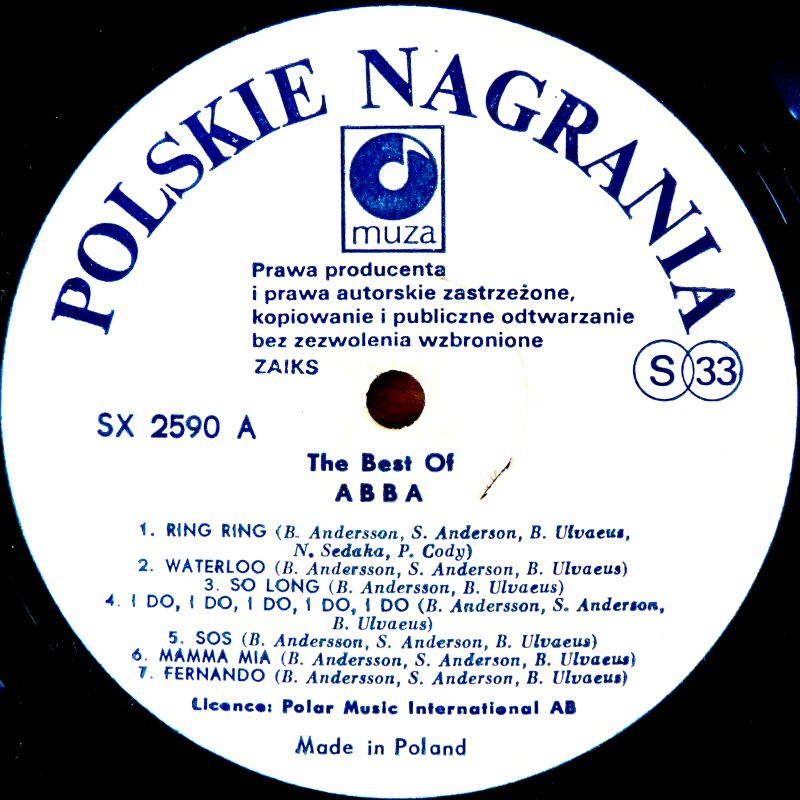 POLSKIE NAGRANIA
muza
Prawa producenta
i prawa autorskie zastrzeżone,
kopiowanie i publiczne odtwarzanie
bez zezwolenia wzbronione
ZAIKS
S 33
SX 2590 A
The Best Of
ABBA
1. RING RING (B. Andersson, S. Anderson, B. Ulvaeus,
N. Sedaka, P. Cody)
2. WATERLOO (B. Andersson, S. Anderson, B. Ulvaeus)
3. SO LONG (B. Andersson, B. Ulvaeus)
4. I DO, I DO, I DO, I DO, I DO (B. Andersson, S. Anderson,
B. Ulvaeus)
5. SOS (B. Andersson, S. Anderson, B. Ulvaeus)
6. MAMMA MIA (B. Andersson, S. Anderson, B. Ulvaeus)
7. FERNANDO (B. Andersson, S. Anderson, B. Ulvaeus)
Licence: Polar Music International AB
Made in Poland